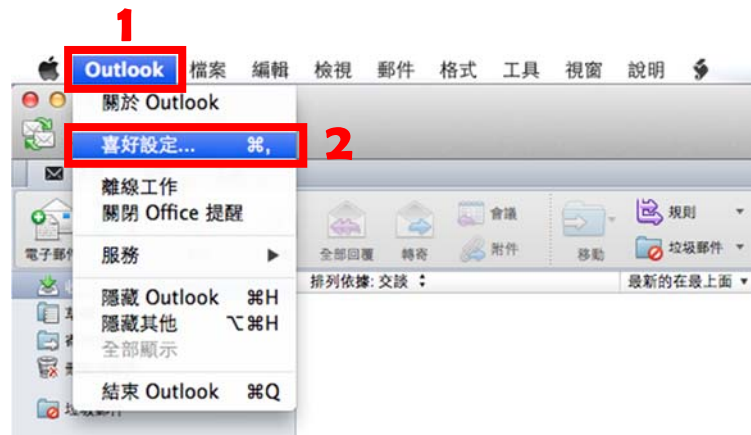 1
Outlook 檔案 編輯 檢視 郵件 格式 工具 視窗 說明
關於 Outlook
喜好設定... ⌘,
2
離線工作
關閉 Office 提醒
服務 ▶
隱藏 Outlook ⌘H
隱藏其他 ⌥⌘H
全部顯示
結束 Outlook ⌘Q
電子郵件
全部回覆 轉寄
會議
附件
移動
規則
垃圾郵件
排列依據: 交談
最新的在最上面
垃圾郵件